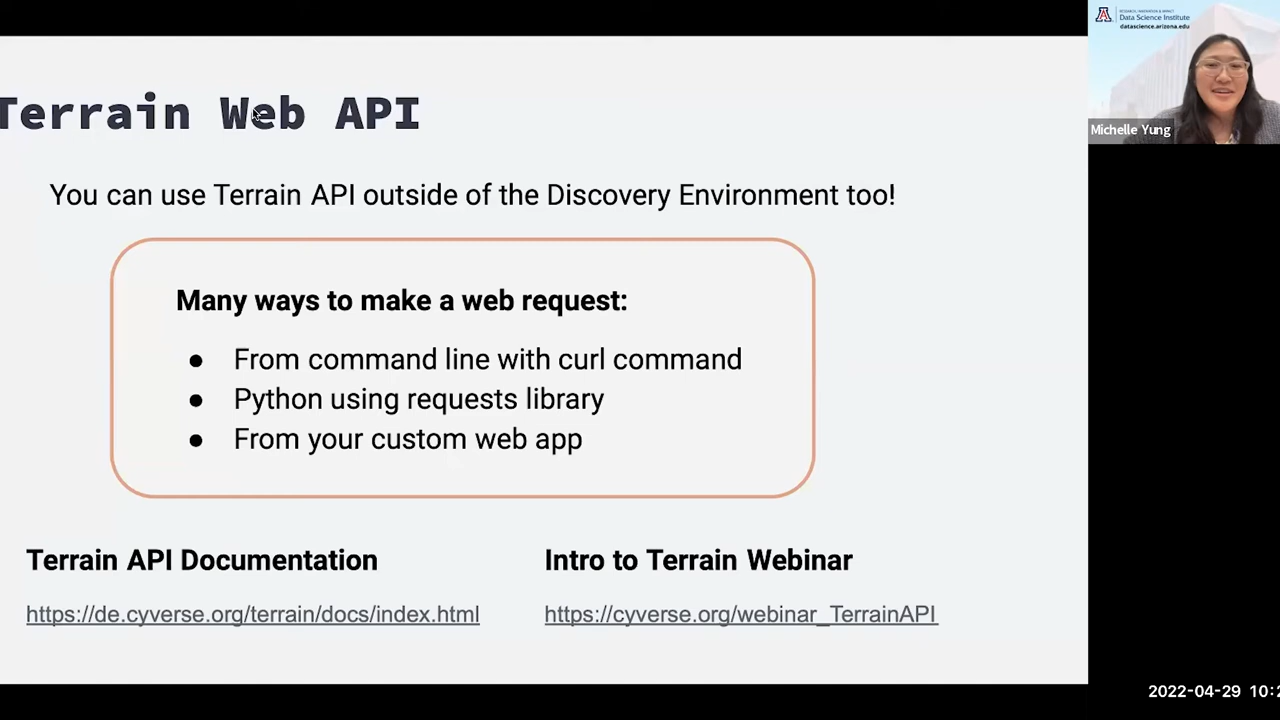 Terrain Web API
You can use Terrain API outside of the Discovery Environment too!
Many ways to make a web request:
● From command line with curl command
● Python using requests library
● From your custom web app
Terrain API Documentation
https://de.cyverse.org/terrain/docs/index.html
Intro to Terrain Webinar
https://cyverse.org/webinar_TerrainAPI
A
RESEARCH, INNOVATION & IMPACT
Data Science Institute
datascience.arizona.edu
Michelle Yung
2022-04-29 10:2